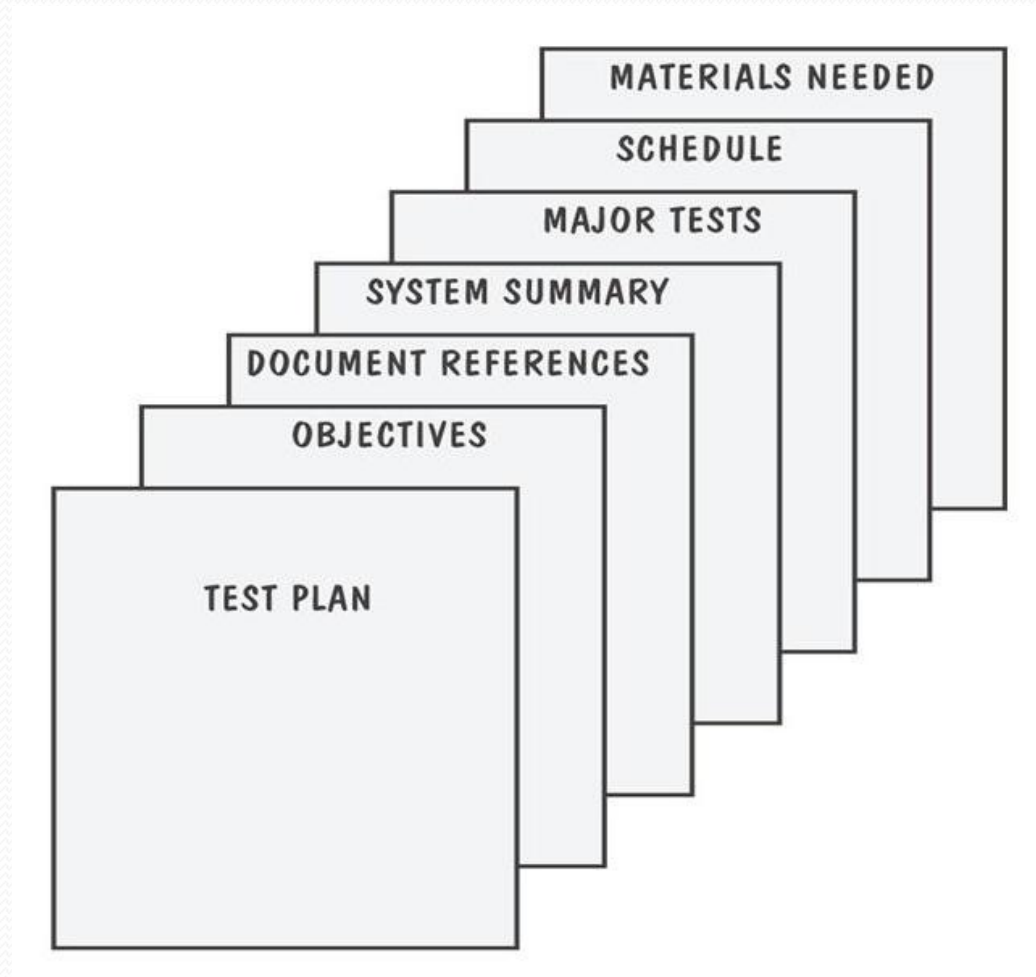 MATERIALS NEEDED
SCHEDULE
MAJOR TESTS
SYSTEM SUMMARY
DOCUMENT REFERENCES
OBJECTIVES
TEST PLAN